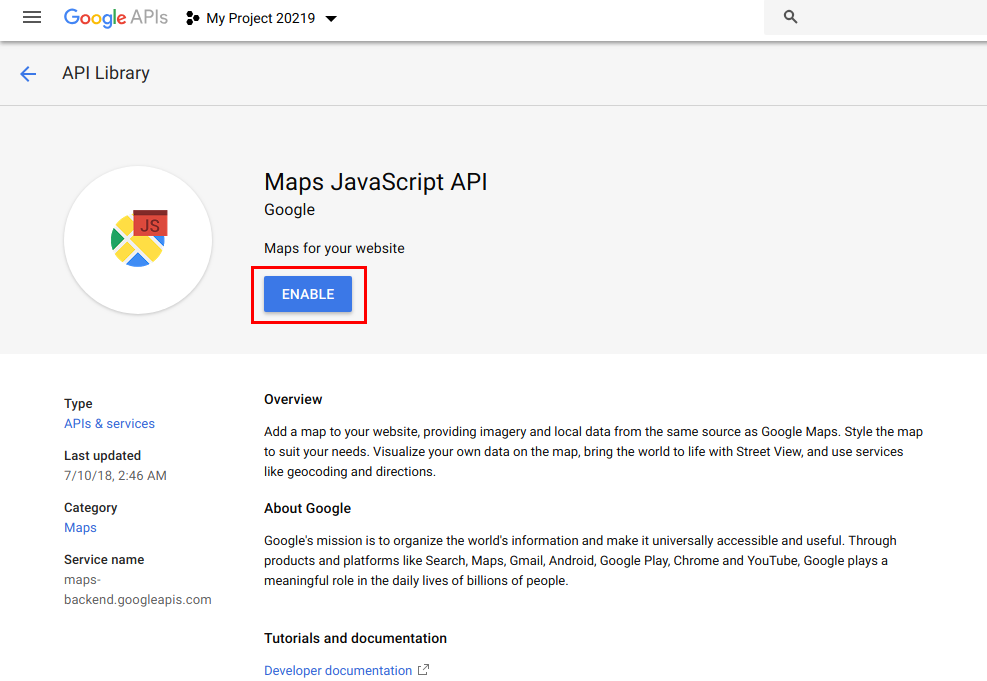 Google APIs My Project 20219
API Library
JS
Maps JavaScript API
Google
Maps for your website
ENABLE
Type
APIs & services
Last updated
7/10/18, 2:46 AM
Category
Maps
Service name
maps-
backend.googleapis.com
Overview
Add a map to your website, providing imagery and local data from the same source as Google Maps. Style the map
to suit your needs. Visualize your own data on the map, bring the world to life with Street View, and use services
like geocoding and directions.
About Google
Google's mission is to organize the world's information and make it universally accessible and useful. Through
products and platforms like Search, Maps, Gmail, Android, Google Play, Chrome and YouTube, Google plays a
meaningful role in the daily lives of billions of people.
Tutorials and documentation
Developer documentation